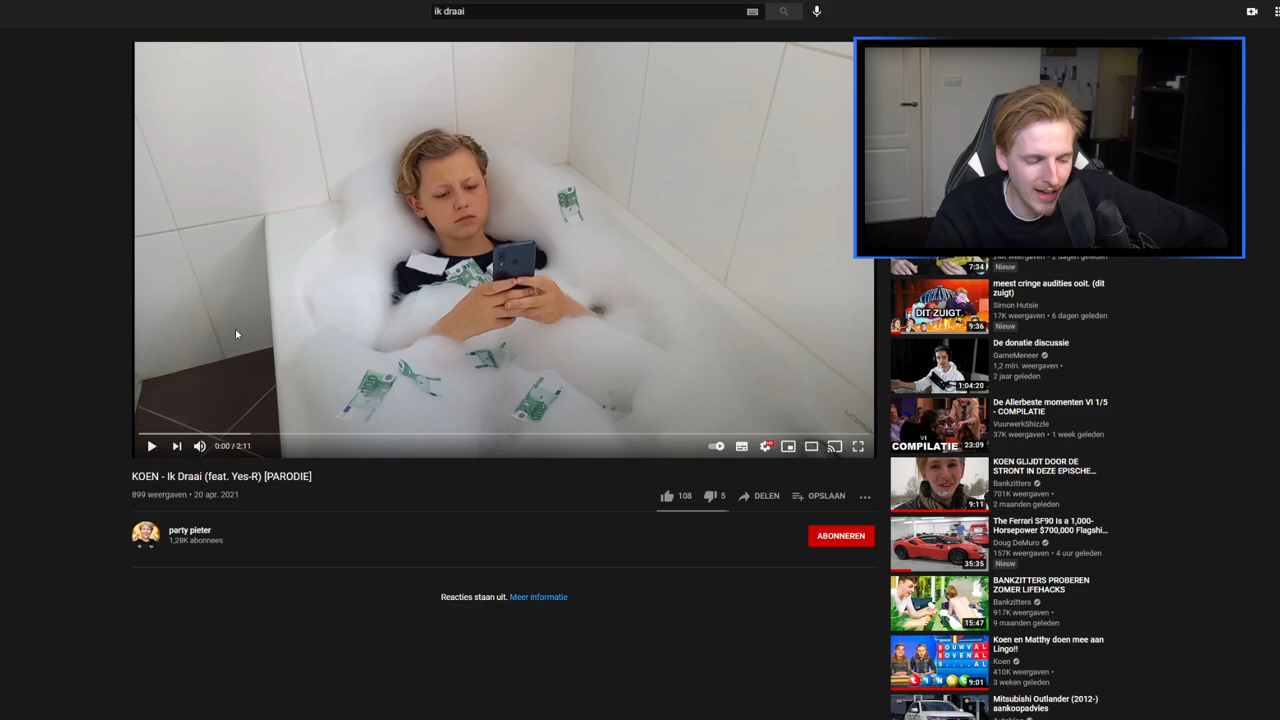 ik draai
0:00 / 2:11
KOEN - Ik Draai (feat. Yes-R) [PARODIE]
899 weergaven • 20 apr. 2021
108
5
DELEN
OPSLAAN
party pieter
1,28K abonnees
ABONNEREN
Reacties staan uit. Meer informatie
7:34
Nieuw
meest cringe audities ooit. (dit
zuigt)
Simon Hutsie
17K weergaven • 6 dagen geleden
Nieuw
DIT ZUIGT.
9:36
De donatie discussie
GameMeneer
1,2 mln. weergaven •
2 jaar geleden
1:04:20
De Allerbeste momenten VI 1/5
- COMPILATIE
VuurwerkShizzle
37K weergaven • 1 week geleden
VI
COMPILATIE
23:09
KOEN GLIJDT DOOR DE
STRONT IN DEZE EPISCHE...
Bankzitters
701K weergaven •
2 maanden geleden
9:11
The Ferrari SF90 Is a 1,000-
Horsepower $700,000 Flagshi...
Doug DeMuro
157K weergaven • 4 uur geleden
Nieuw
35:35
BANKZITTERS PROBEREN
ZOMER LIFEHACKS
Bankzitters
917K weergaven •
9 maanden geleden
15:47
Koen en Matthy doen mee aan
Lingo!!
Koen
410K weergaven •
3 weken geleden
BOUWVAL
BOVENAL
B.....AL
9:01
Mitsubishi Outlander (2012-)
aankoopadvies